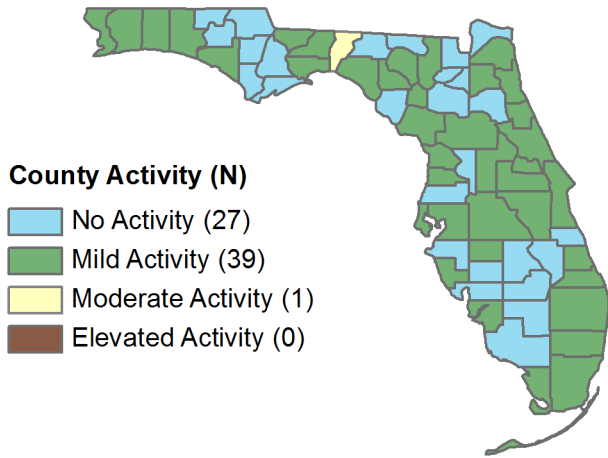 County Activity (N)
No Activity (27)
Mild Activity (39)
Moderate Activity (1)
Elevated Activity (0)